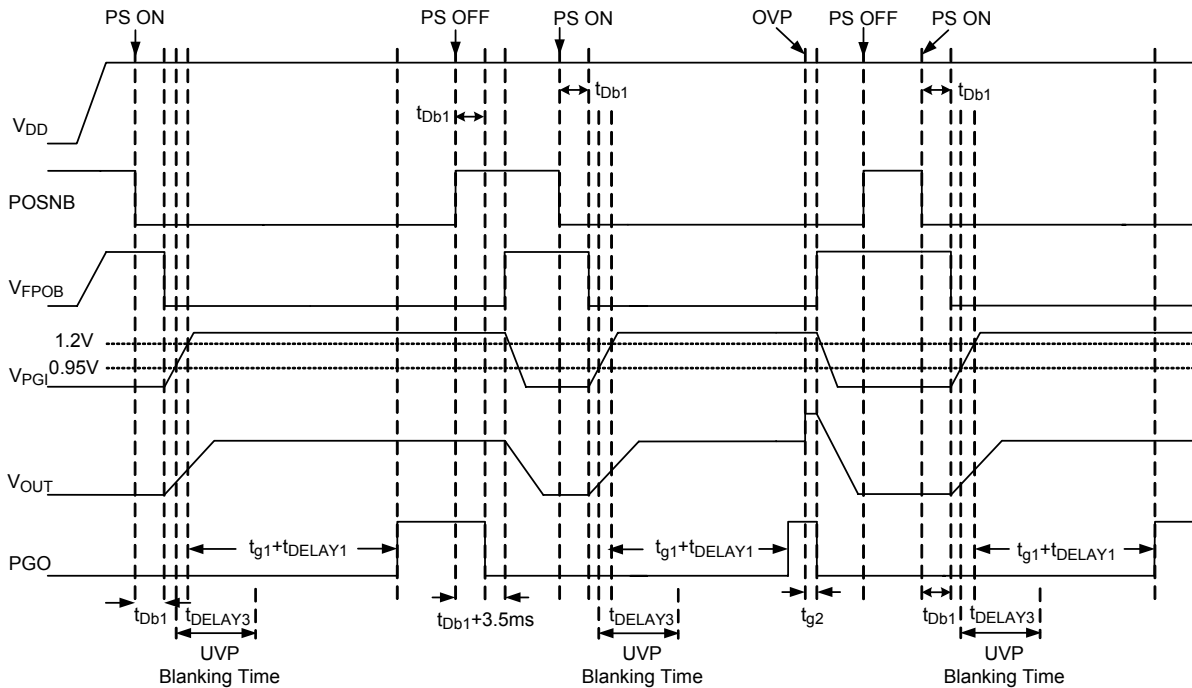 PS ON PS OFF PS ON OVP PS OFF PS ON
tDb1 tDb1
tDb1
VDD
POSNB
VFPOB
1.2V
0.95V
VPGI
VOUT
tg1+tDELAY1 tg1+tDELAY1 tg1+tDELAY1
PGO
tDb1 tDELAY3 tDb1+3.5ms tDELAY3 tg2 tDb1 tDELAY3
UVP UVP UVP
Blanking Time Blanking Time Blanking Time